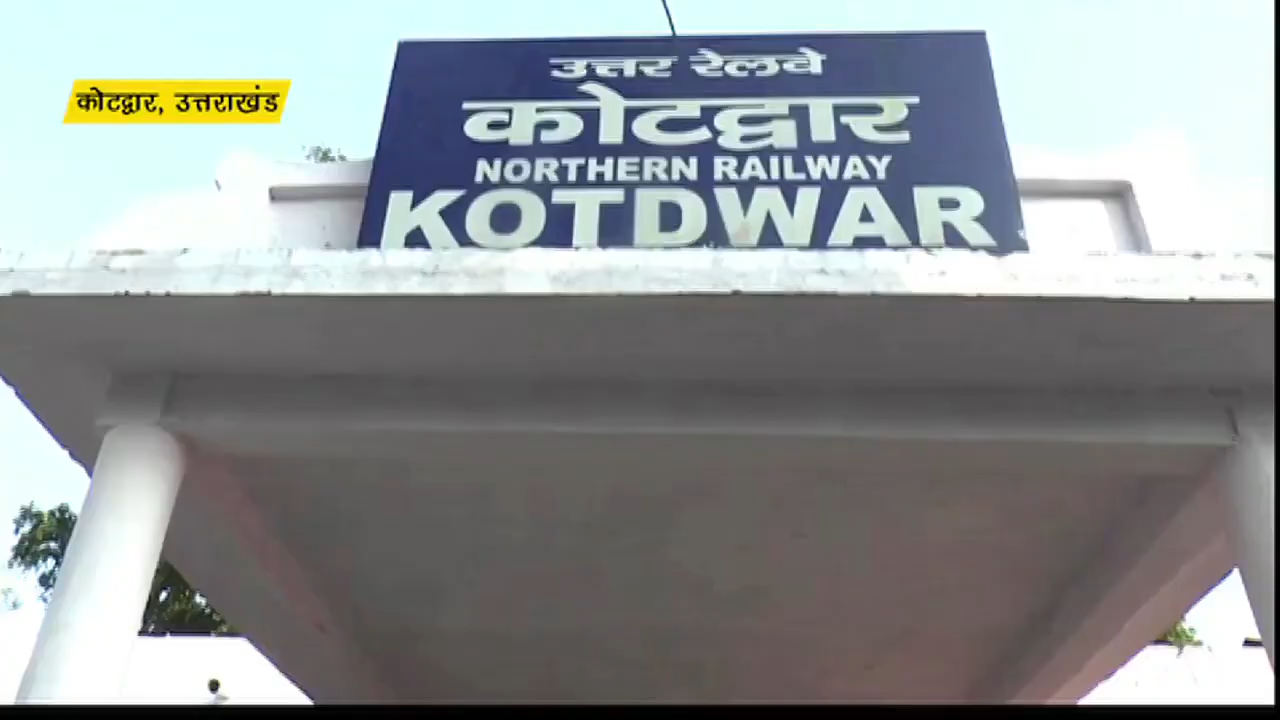 कोटद्वार, उत्तराखंड
उत्तर रेलवे
कोटद्वार
NORTHERN RAILWAY
KOTDWAR